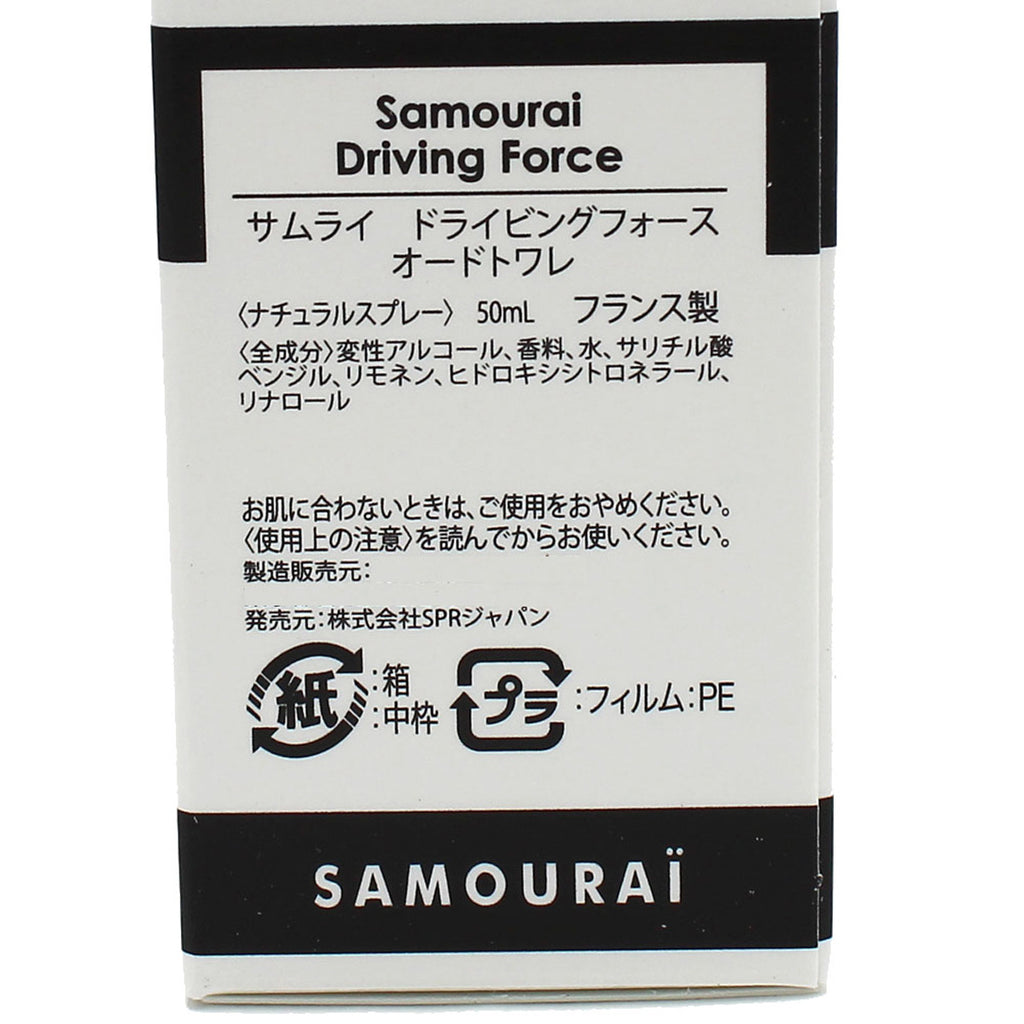 Samourai
Driving Force
サムライ ドライビングフォース
オードトワレ
〈ナチュラルスプレー〉 50mL フランス製
〈全成分〉変性アルコール、香料、水、サリチル酸
ベンジル、リモネン、ヒドロキシシトロネラール、
リナロール
お肌に合わないときは、ご使用をおやめください。
〈使用上の注意〉を読んでからお使いください。
製造販売元：
発売元：株式会社SPRジャパン
紙 ：箱
：中枠
プラ ：フィルム：PE
SAMOURAÏ